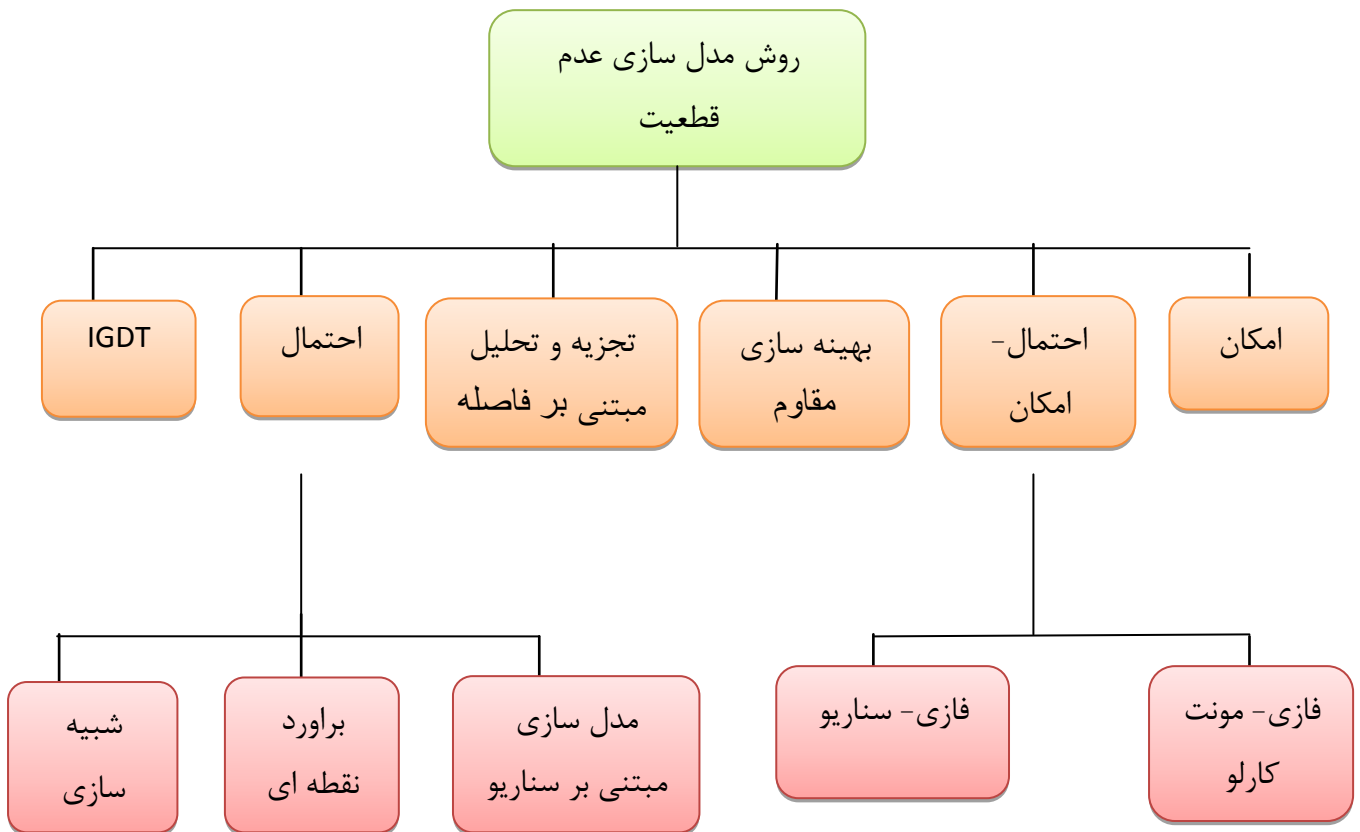 روش مدل سازی عدم
قطعیت
امکان
احتمال-
امکان
بهینه سازی
مقاوم
تجزیه و تحلیل
مبتنی بر فاصله
احتمال
IGDT
فازی- مونت
کارلو
فازی- سناریو
مدل سازی
مبتنی بر سناریو
براورد
نقطه ای
شبیه
سازی